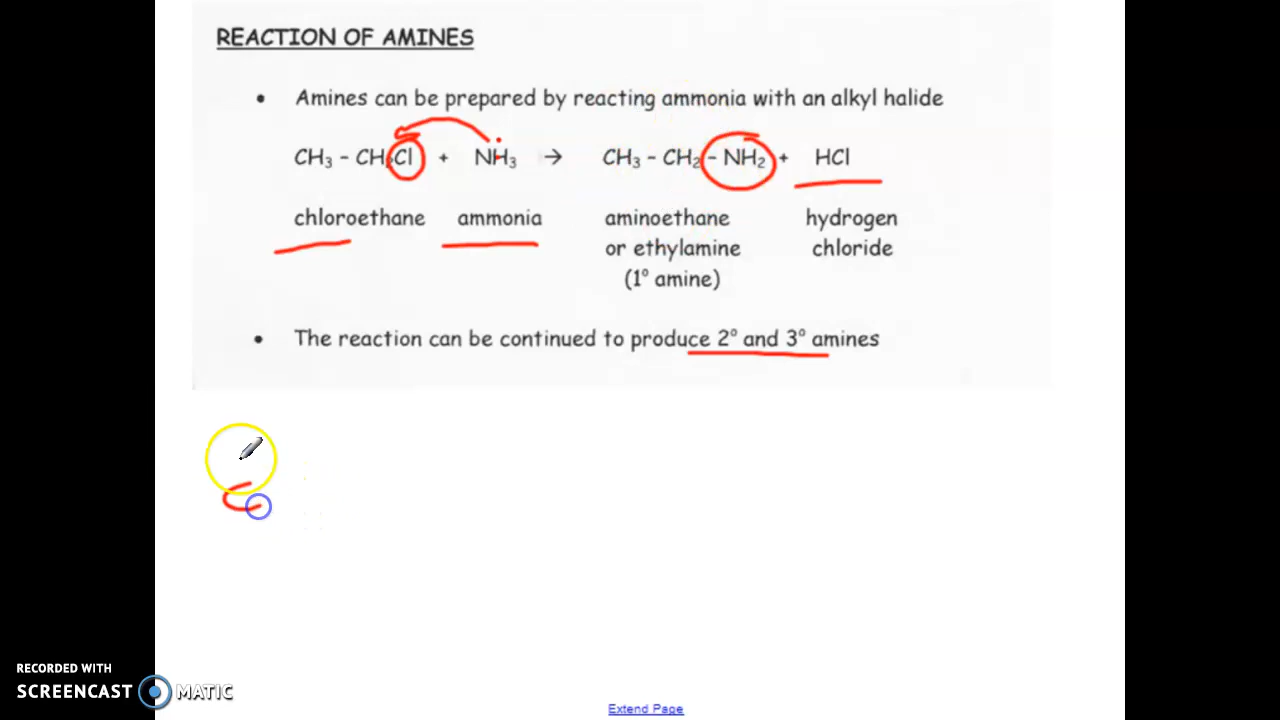 REACTION OF AMINES
• Amines can be prepared by reacting ammonia with an alkyl halide
CH₃ – CH₂Cl + NH₃ → CH₃ – CH₂ – NH₂ + HCl
chloroethane ammonia aminoethane hydrogen
or ethylamine chloride
(1° amine)
• The reaction can be continued to produce 2° and 3° amines
C
RECORDED WITH
SCREENCAST MATIC
Extend Page